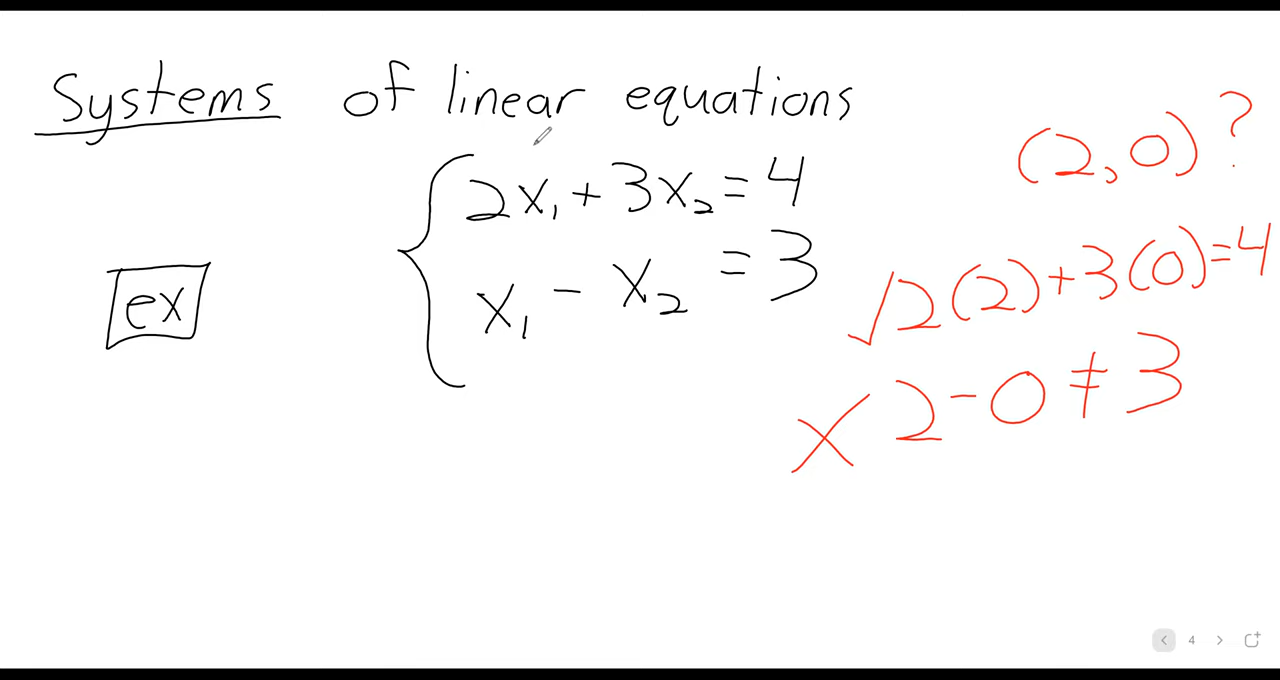 Systems of linear equations
2x₁ + 3x₂ = 4
x₁ - x₂ = 3
ex
(2,0)?
√2(2)+3(0)=4
x 2-0≠3
4